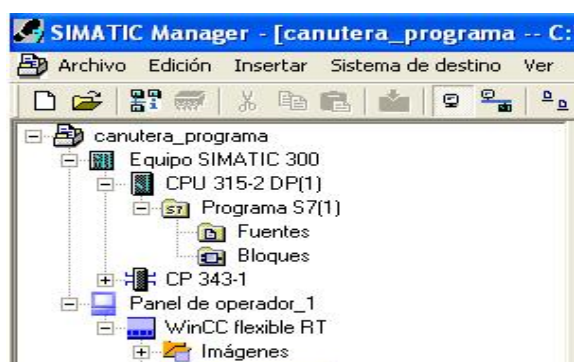 SIMATIC Manager - [canutera_programa -- C:
Archivo Edición Insertar Sistema de destino Ver
canutera_programa
Equipo SIMATIC 300
CPU 315-2 DP(1)
S7 Programa S7(1)
Fuentes
Bloques
CP 343-1
Panel de operador_1
WinCC flexible RT
Imágenes